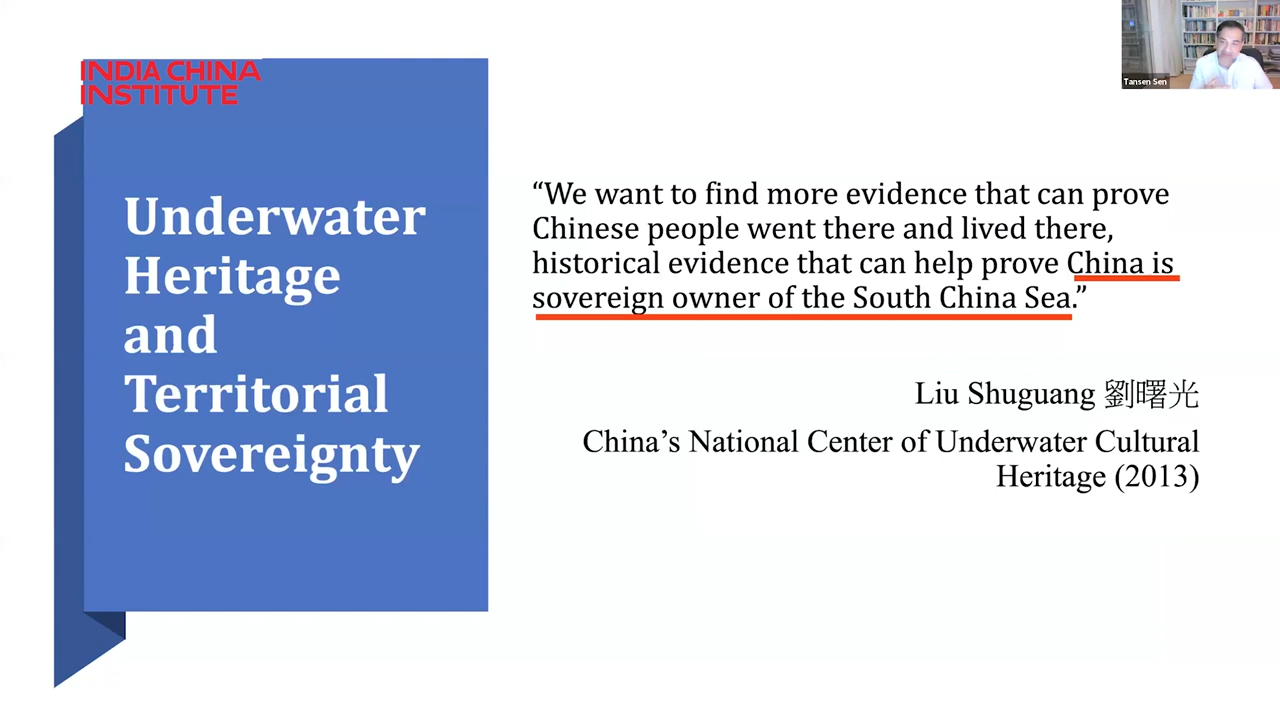 INDIA CHINA
INSTITUTE
Tansen Sen
Underwater
Heritage
and
Territorial
Sovereignty
“We want to find more evidence that can prove
Chinese people went there and lived there,
historical evidence that can help prove China is
sovereign owner of the South China Sea.”
Liu Shuguang 劉曙光
China’s National Center of Underwater Cultural
Heritage (2013)